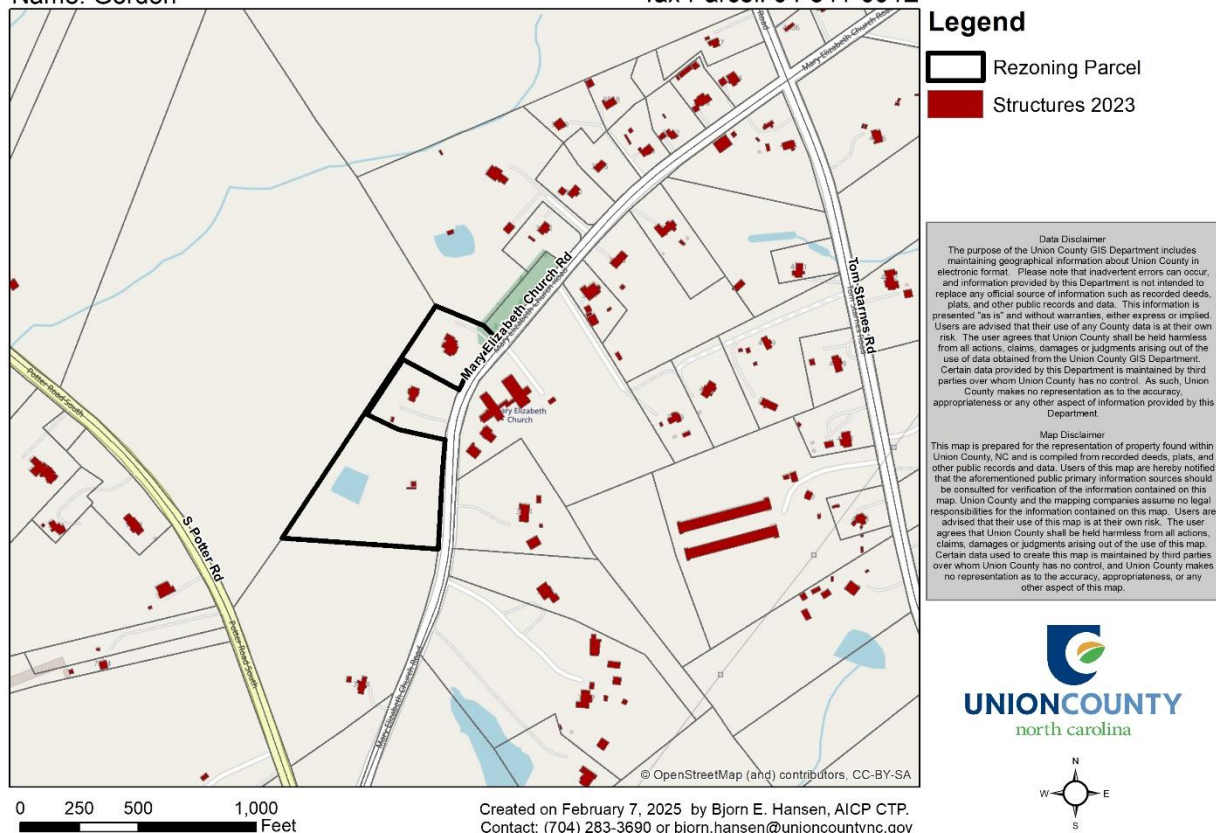 Legend
Rezoning Parcel
Structures 2023
Mary Elizabeth Church Rd
Tom Starnes Rd
Tom Starnes Road
Mary Elizabeth Church Rd
Mary Elizabeth Church Road
Church
Potter Road South
S Potter Rd
Potter Road South
Mary Elizabeth Church Road
Mary Elizabeth Church Road
© OpenStreetMap (and) contributors, CC-BY-SA
Data Disclaimer
The purpose of the Union County GIS Department includes
maintaining geographical information about Union County in
electronic format. Please note that inadvertent errors can occur,
and information provided by this Department is not intended to
replace any official source of information such as recorded deeds,
plats, and other public records and data. This information is
presented "as is" and without warranties, either express or implied.
Users are advised that their use of any County data is at their own
risk. The user agrees that Union County shall be held harmless
from all actions, claims, damages or judgments arising out of the
use of data obtained from the Union County GIS Department.
Certain data provided by this Department is maintained by third
parties over whom Union County has no control. As such, Union
County makes no representation as to the accuracy,
appropriateness or any other aspect of information provided by this
Department.
Map Disclaimer
This map is prepared for the representation of property found within
Union County, NC and is compiled from recorded deeds, plats, and
other public records and data. Users of this map are hereby notified
that the aforementioned public primary information sources should
be consulted for verification of the information contained on this
map. Union County and the mapping companies assume no legal
responsibilities for the information contained on this map. Users are
advised that their use of this map is at their own risk. The user
agrees that Union County shall be held harmless from all actions,
claims, damages or judgments arising out of the use of this map.
Certain data used to create this map is maintained by third parties
over whom Union County has no control, and Union County makes
no representation as to the accuracy, appropriateness, or any
other aspect of this map.
UNIONCOUNTY
north carolina
N
W E
S
0 250 500 1,000
Feet
Created on February 7, 2025 by Bjorn E. Hansen, AICP CTP.
Contact: (704) 283-3690 or bjorn.hansen@unioncountync.gov